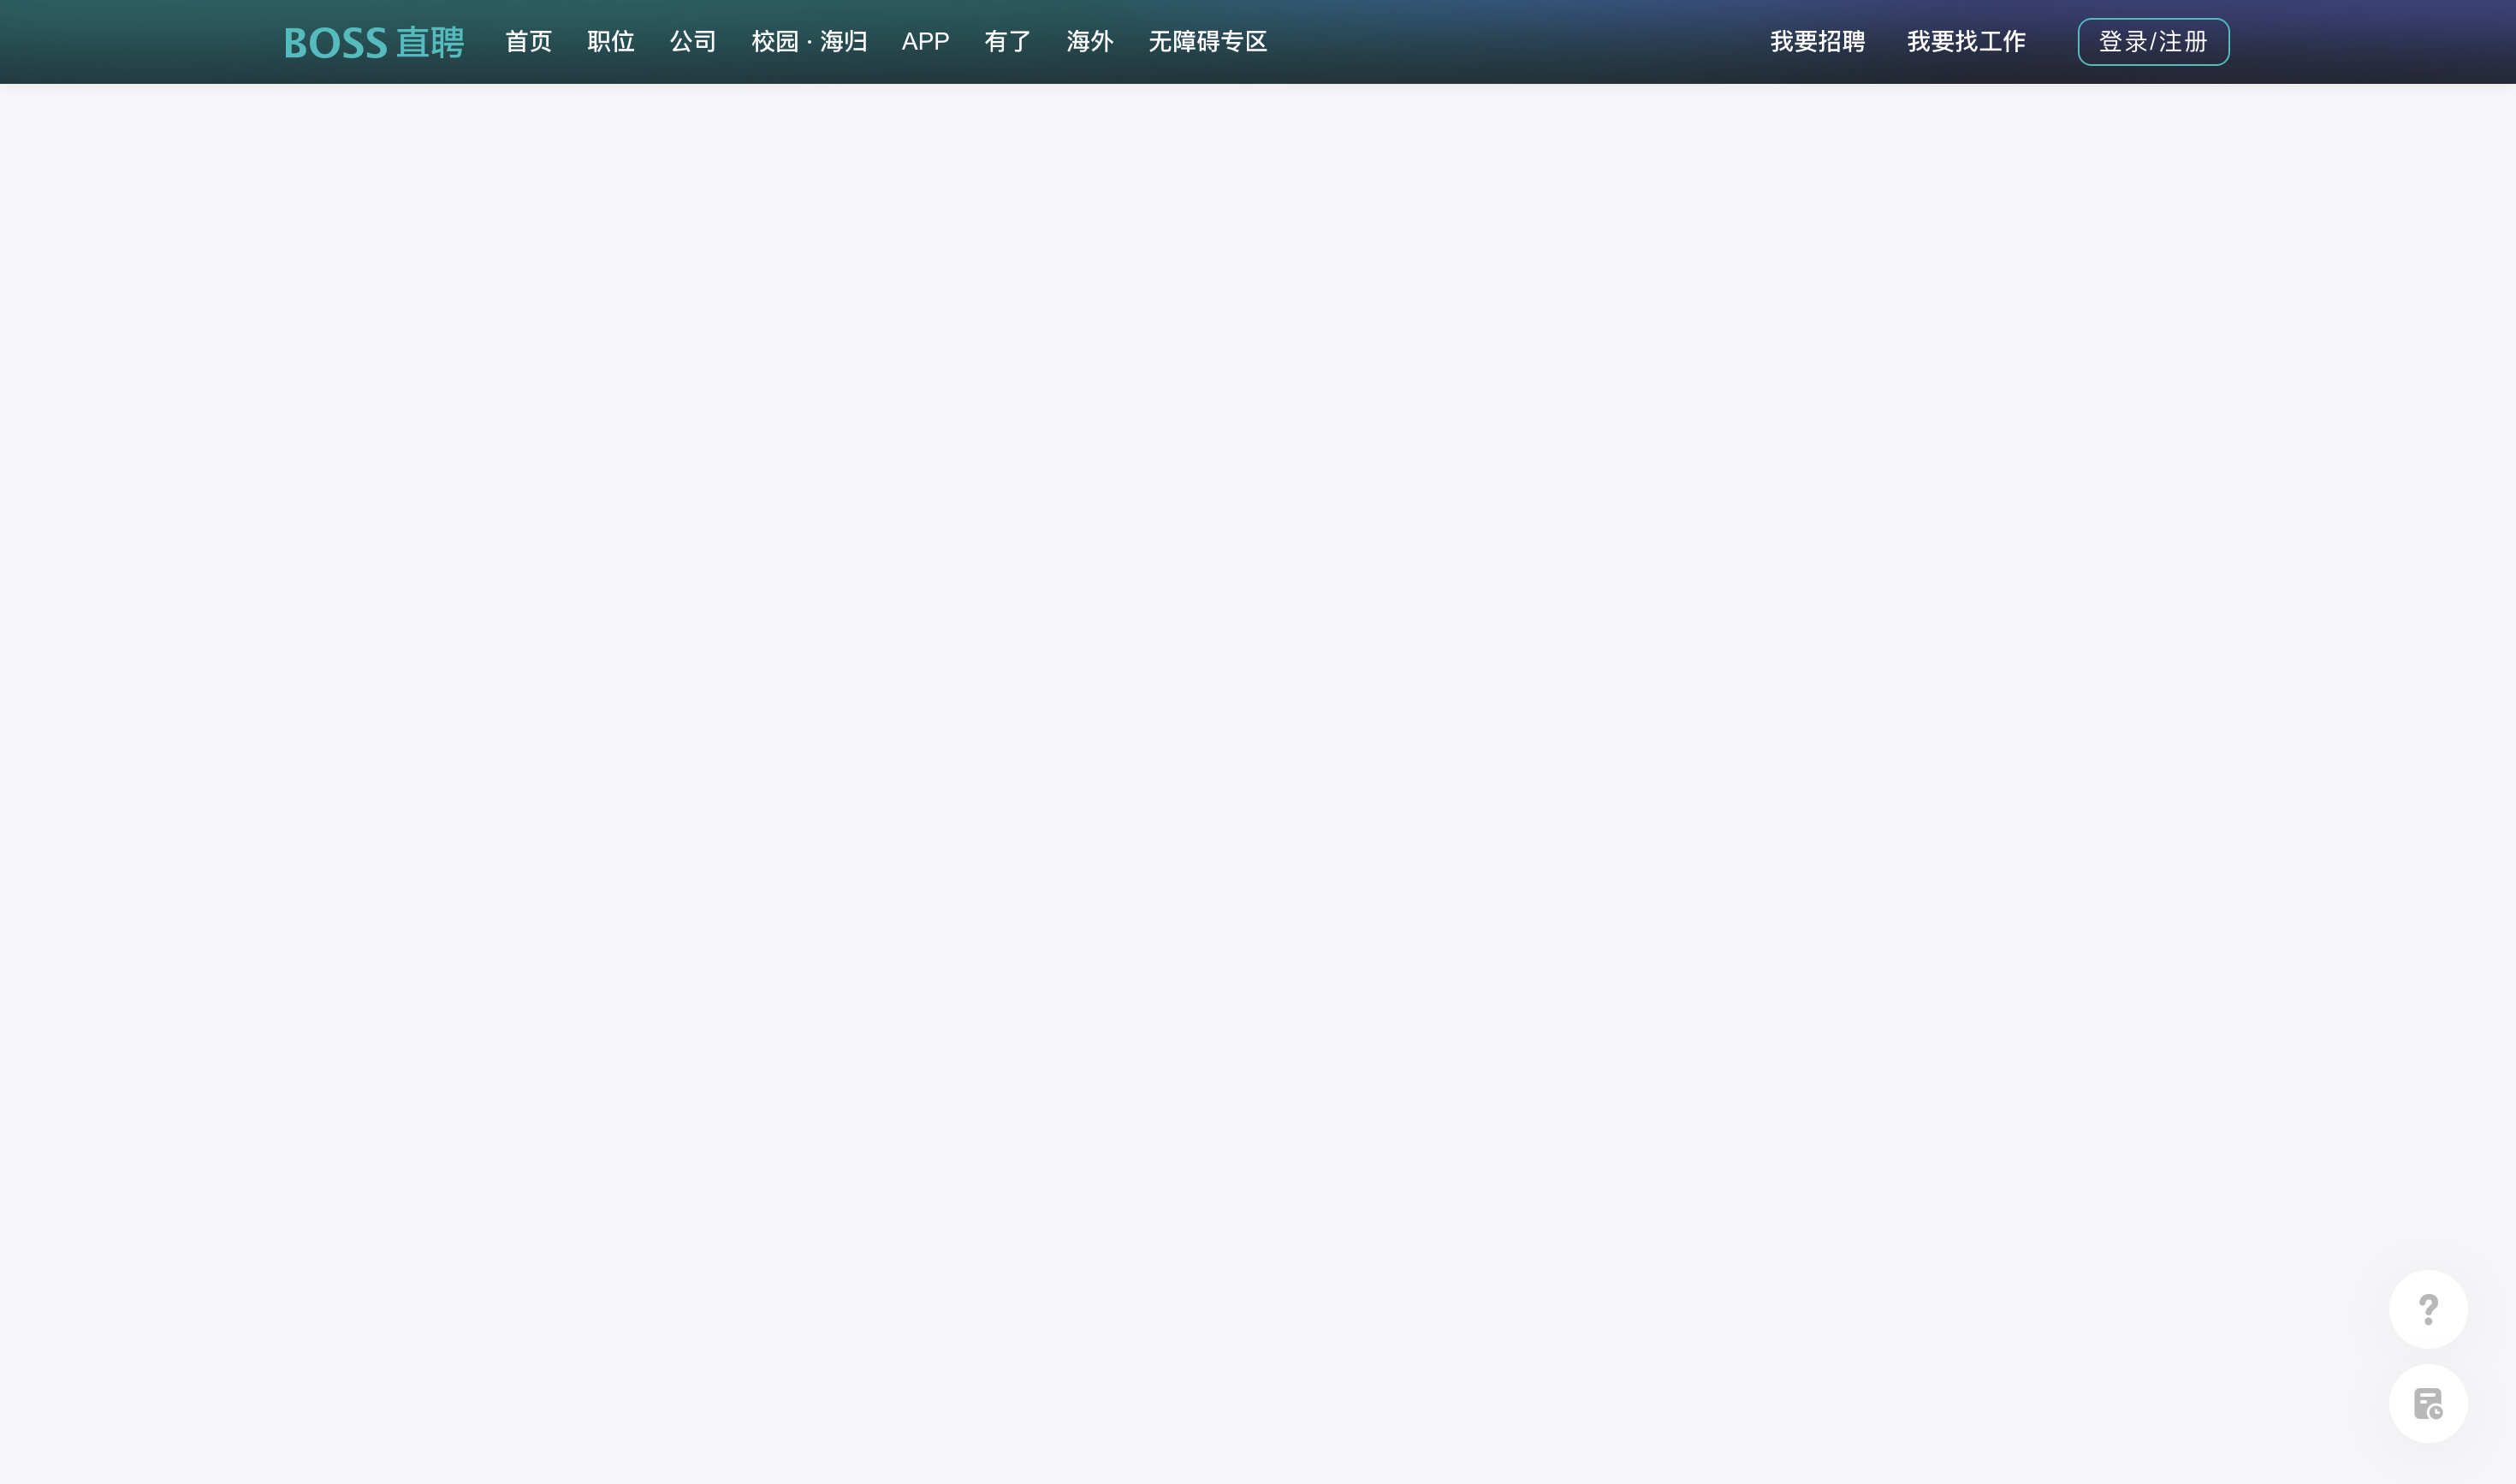 BOSS 直聘 首页 职位 公司 校园 · 海归 APP 有了 海外 无障碍专区 我要招聘 我要找工作 登录/注册
?